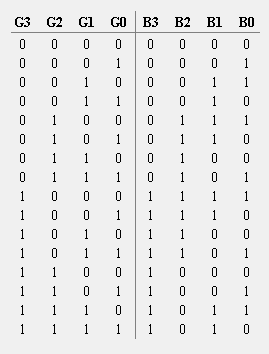 G3 G2 G1 G0 B3 B2 B1 B0
0 0 0 0 0 0 0 0
0 0 0 1 0 0 0 1
0 0 1 0 0 0 1 1
0 0 1 1 0 0 1 0
0 1 0 0 0 1 1 1
0 1 0 1 0 1 1 0
0 1 1 0 0 1 0 0
0 1 1 1 0 1 0 1
1 0 0 0 1 1 1 1
1 0 0 1 1 1 1 0
1 0 1 0 1 1 0 0
1 0 1 1 1 1 0 1
1 1 0 0 1 0 0 0
1 1 0 1 1 0 0 1
1 1 1 0 1 0 1 1
1 1 1 1 1 0 1 0